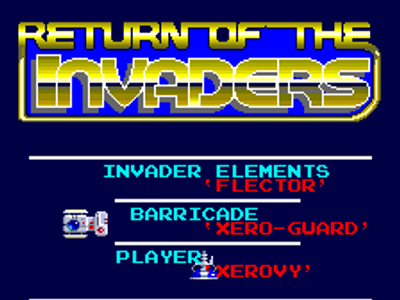 RETURN OF THE
INVADERS
INVADER ELEMENTS
'FLECTOR'
BARRICADE
'XERO-GUARD'
PLAYER
XEROVY'